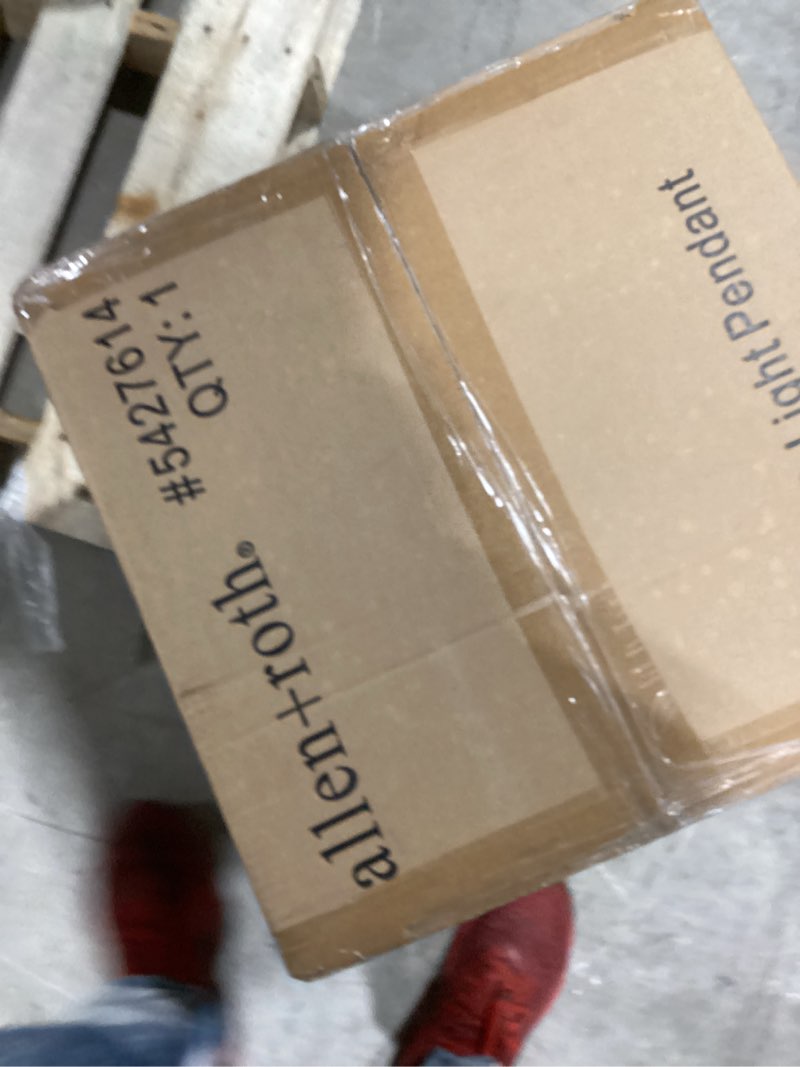 allen+roth® #5427614
QTY:1
Light Pendant